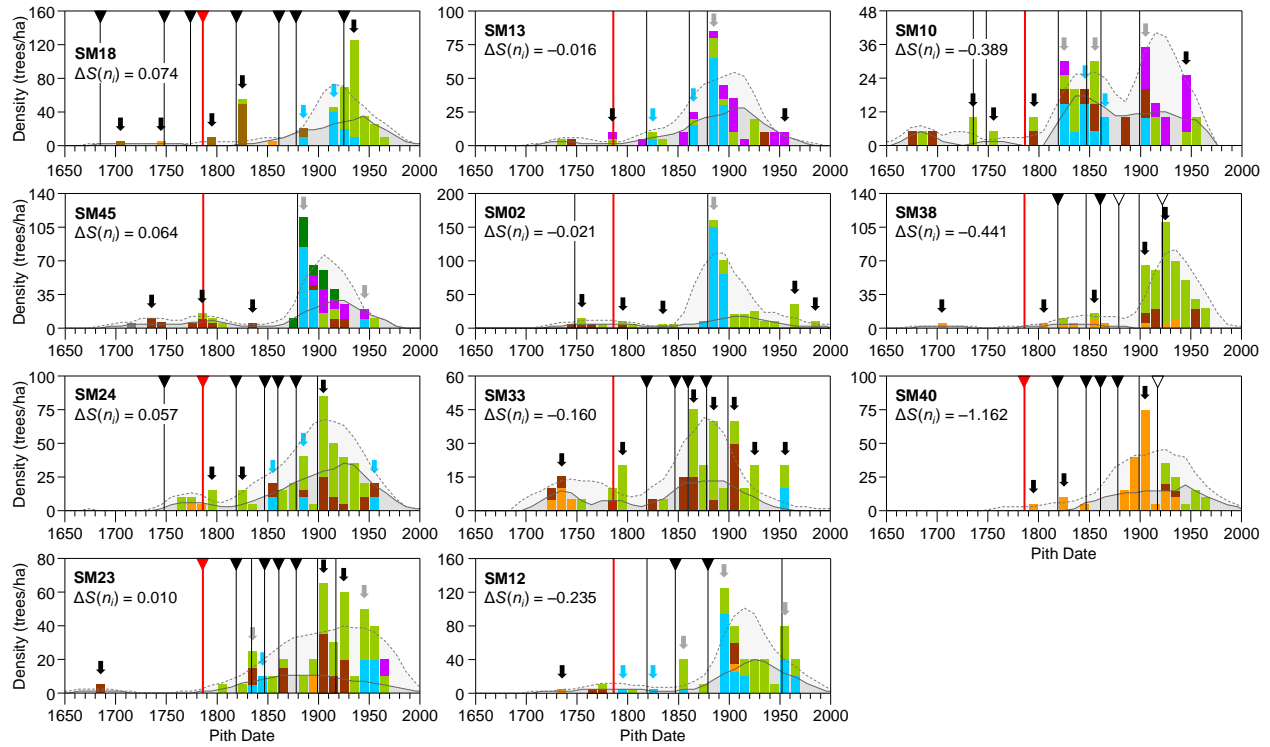 Density (trees/ha)
SM18
ΔS(nᵢ) = 0.074
160
120
80
40
0
1650 1700 1750 1800 1850 1900 1950 2000
SM13
ΔS(nᵢ) = −0.016
100
75
50
25
0
1700 1750 1800 1850 1900 1950 2000
SM10
ΔS(nᵢ) = −0.389
48
36
24
12
0
1650 1700 1750 1800 1850 1900 1950 2000
Density (trees/ha)
SM45
ΔS(nᵢ) = 0.064
140
105
70
35
0
1650 1700 1750 1800 1850 1900 1950 2000
SM02
ΔS(nᵢ) = −0.021
200
150
100
50
0
1700 1750 1800 1850 1900 1950 2000
SM38
ΔS(nᵢ) = −0.441
140
105
70
35
0
1650 1700 1750 1800 1850 1900 1950 2000
Density (trees/ha)
SM24
ΔS(nᵢ) = 0.057
100
75
50
25
0
1650 1700 1750 1800 1850 1900 1950 2000
SM33
ΔS(nᵢ) = −0.160
60
45
30
15
0
1700 1750 1800 1850 1900 1950 2000
SM40
ΔS(nᵢ) = −1.162
100
75
50
25
0
1650 1700 1750 1800 1850 1900 1950 2000
Pith Date
Density (trees/ha)
SM23
ΔS(nᵢ) = 0.010
80
60
40
20
0
1650 1700 1750 1800 1850 1900 1950 2000
Pith Date
SM12
ΔS(nᵢ) = −0.235
160
120
80
40
0
1650 1700 1750 1800 1850 1900 1950 2000
Pith Date